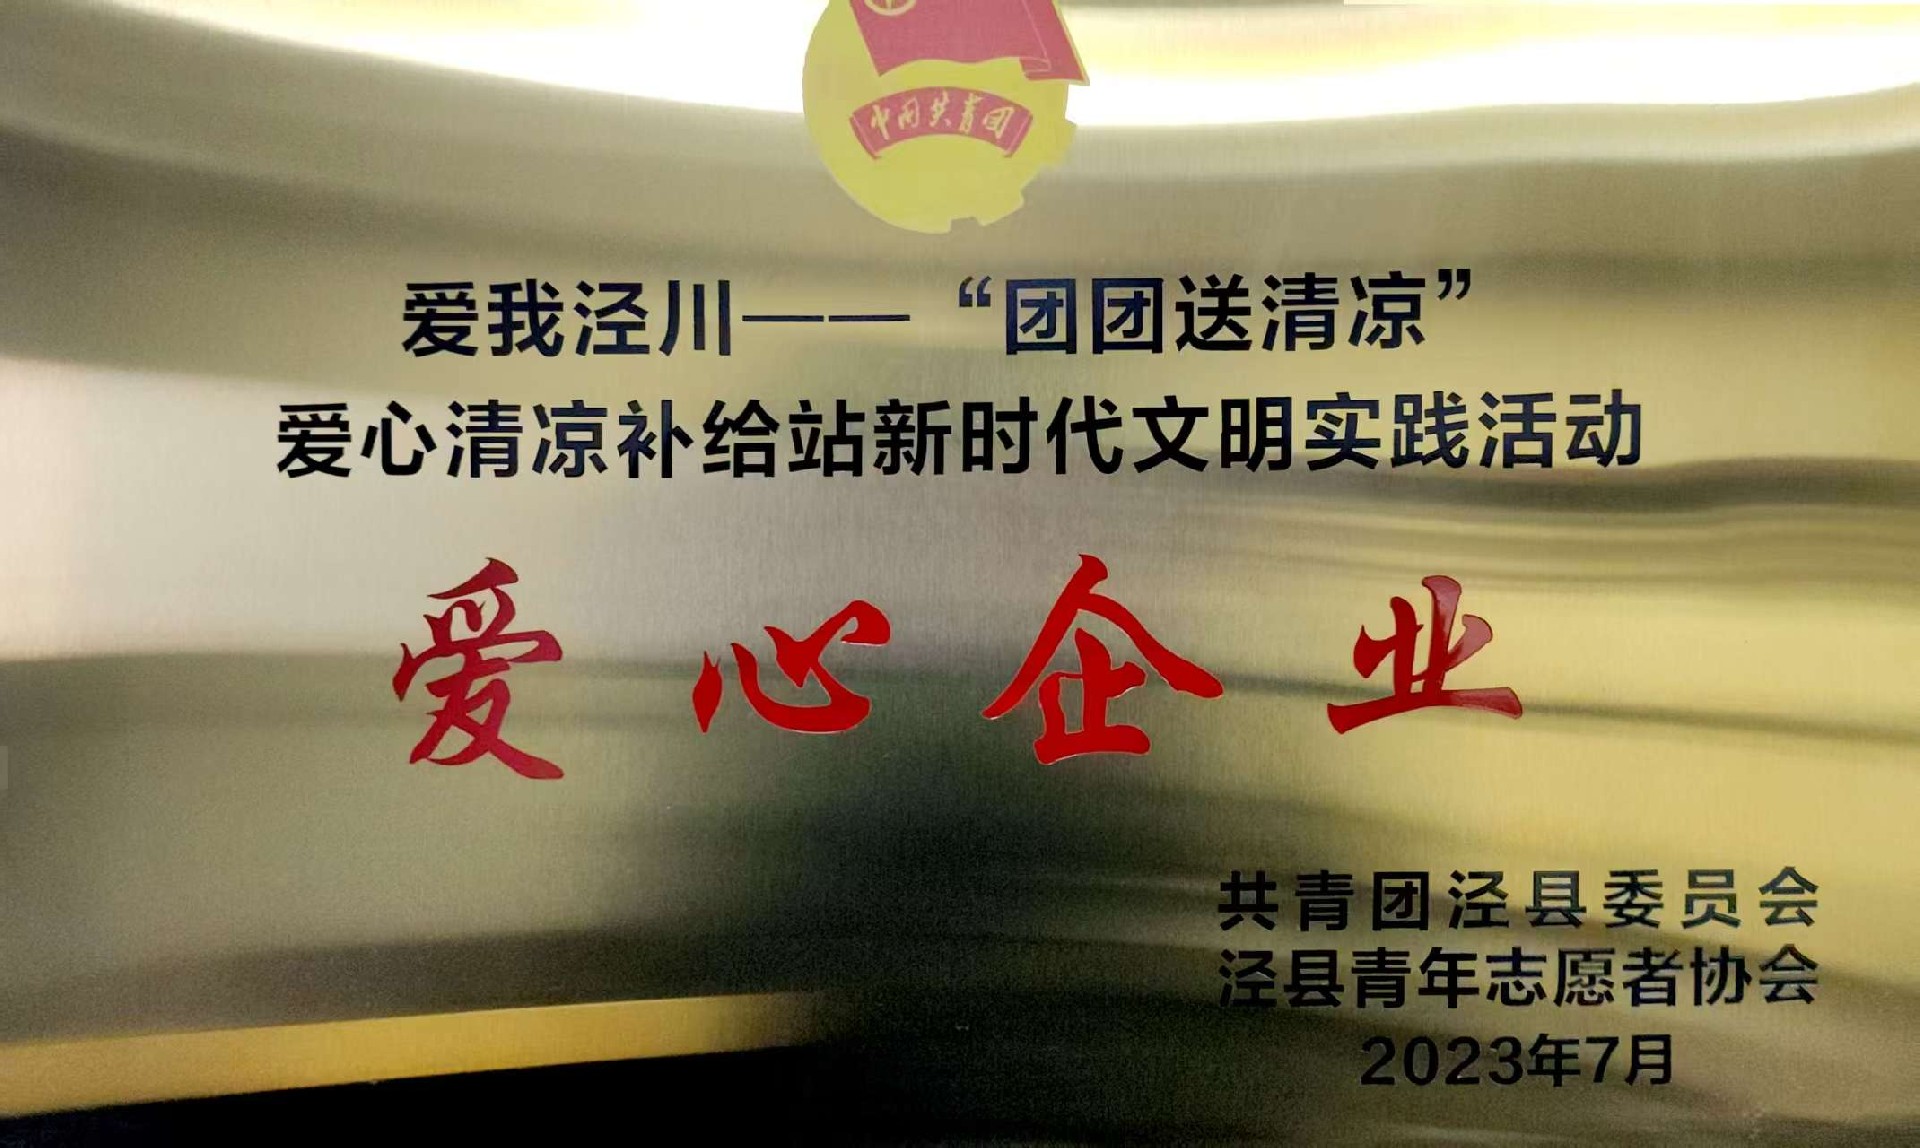 中国共青团
爱我泾川——“团团送清凉”
爱心清凉补给站新时代文明实践活动
爱心企业
共青团泾县委员会
泾县青年志愿者协会
2023年7月